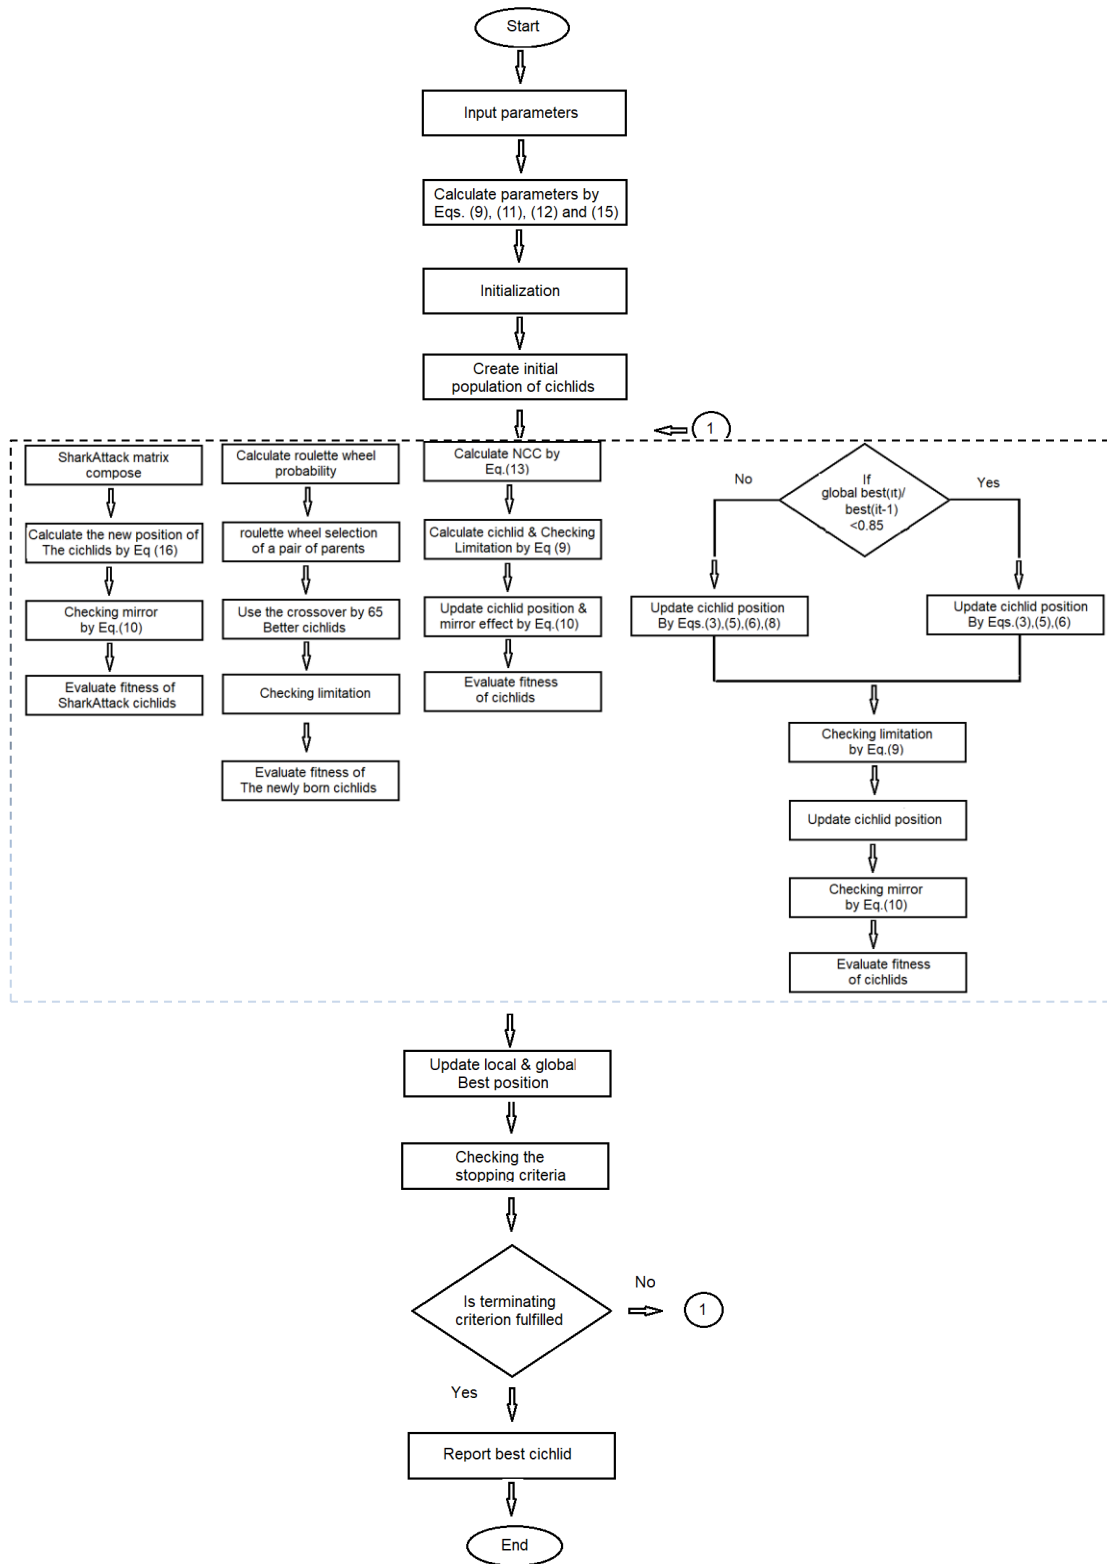 Start
Input parameters
Calculate parameters by
Eqs. (9), (11), (12) and (15)
Initialization
Create initial
population of cichlids
1
SharkAttack matrix
compose
Calculate the new position of
The cichlids by Eq (16)
Checking mirror
by Eq.(10)
Evaluate fitness of
SharkAttack cichlids
Calculate roulette wheel
probability
roulette wheel selection
of a pair of parents
Use the crossover by 65
Better cichlids
Checking limitation
Evaluate fitness of
The newly born cichlids
Calculate NCC by
Eq.(13)
Calculate cichlid & Checking
Limitation by Eq (9)
Update cichlid position &
mirror effect by Eq.(10)
Evaluate fitness
of cichlids
If
global best(it)/
best(it-1)
<0.85
No
Yes
Update cichlid position
By Eqs.(3),(5),(6),(8)
Update cichlid position
By Eqs.(3),(5),(6)
Checking limitation
by Eq.(9)
Update cichlid position
Checking mirror
by Eq.(10)
Evaluate fitness
of cichlids
Update local & global
Best position
Checking the
stopping criteria
Is terminating
criterion fulfilled
No
1
Yes
Report best cichlid
End